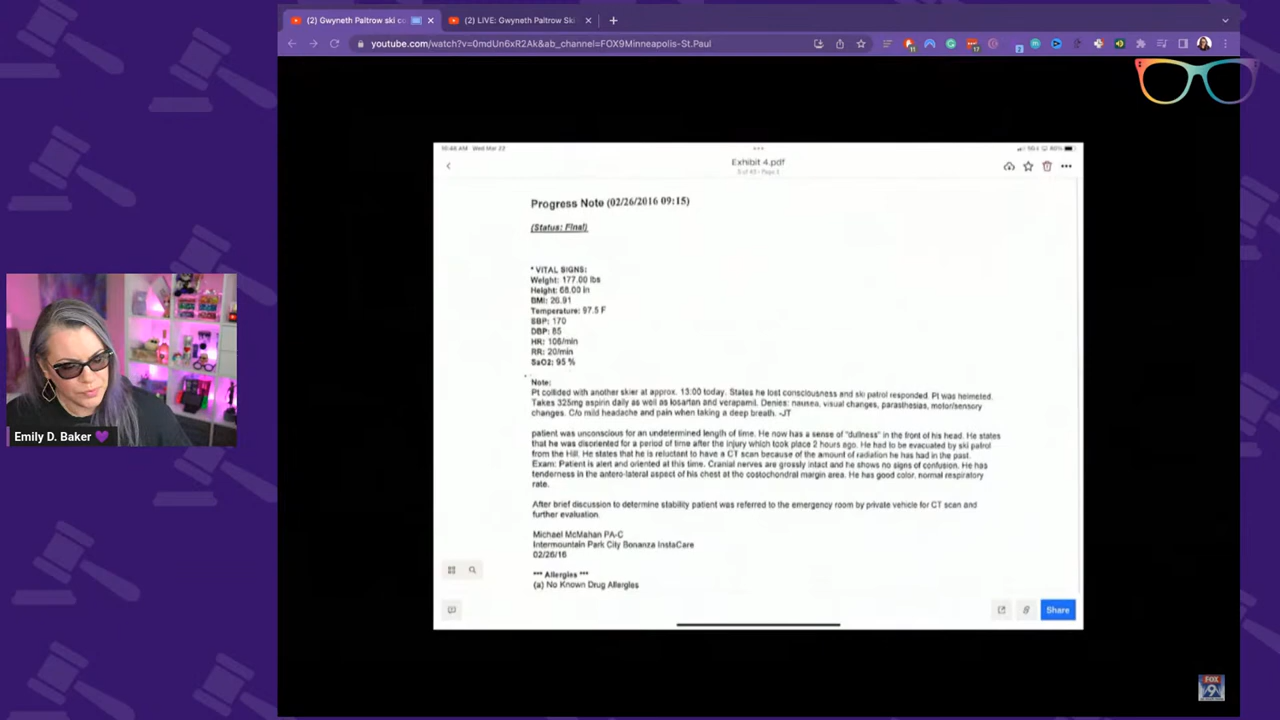 (2) Gwyneth Paltrow ski co
(2) LIVE: Gwyneth Paltrow Ski
youtube.com/watch?v=0mdUn6xR2Ak&ab_channel=FOX9Minneapolis-St.Paul
10:46 AM Wed Mar 22
Exhibit 4.pdf
Progress Note (02/26/2016 09:15)
(Status: Final)
* VITAL SIGNS:
Weight: 177.00 lbs
Height: 68.00 in
BMI: 26.91
Temperature: 97.5 F
SBP: 170
DBP: 85
HR: 106/min
RR: 20/min
SaO2: 95 %
Note:
Pt collided with another skier at approx. 13:00 today. States he lost consciousness and ski patrol responded. Pt was helmeted.
Takes 325mg aspirin daily as well as losartan and verapamil. Denies: nausea, visual changes, parasthesias, motor/sensory
changes. C/o mild headache and pain when taking a deep breath. -JT
patient was unconscious for an undetermined length of time. He now has a sense of "dullness" in the front of his head. He states
that he was disoriented for a period of time after the injury which took place 2 hours ago. He had to be evacuated by ski patrol
from the Hill. He states that he is reluctant to have a CT scan because of the amount of radiation he has had in the past.
Exam: Patient is alert and oriented at this time. Cranial nerves are grossly intact and he shows no signs of confusion. He has
tenderness in the antero-lateral aspect of his chest at the costochondral margin area. He has good color, normal respiratory
rate.
After brief discussion to determine stability patient was referred to the emergency room by private vehicle for CT scan and
further evaluation.
Michael McMahan PA-C
Intermountain Park City Bonanza InstaCare
02/26/16
*** Allergies ***
(a) No Known Drug Allergies
Share
Emily D. Baker
FOX
9